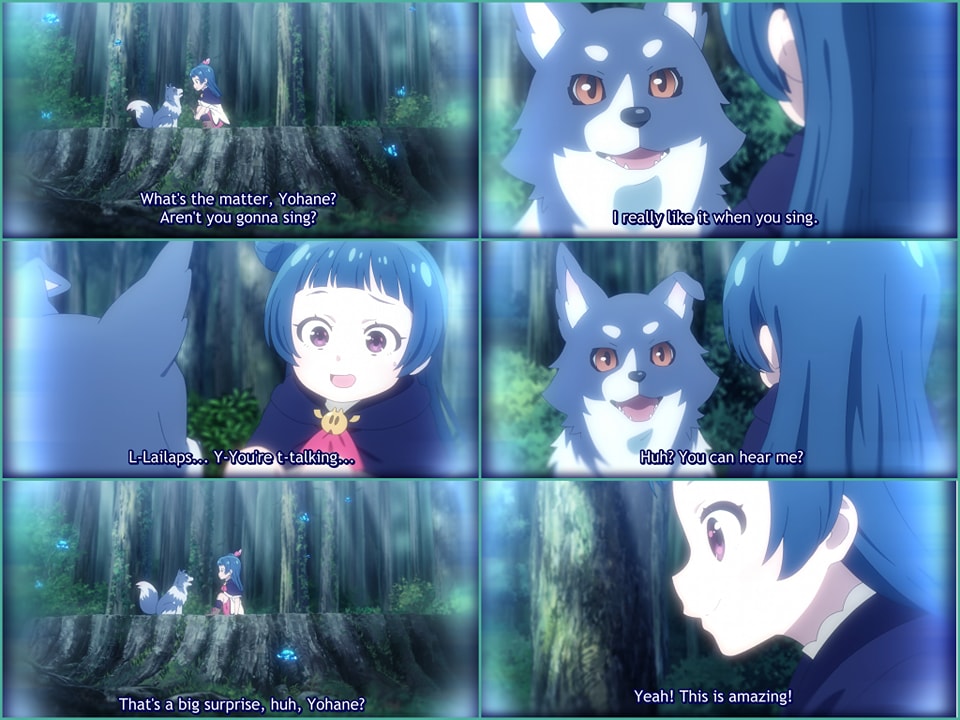 What's the matter, Yohane?
Aren't you gonna sing?
I really like it when you sing.
L-Lailaps... Y-You're t-talking...
Huh? You can hear me?
That's a big surprise, huh, Yohane?
Yeah! This is amazing!